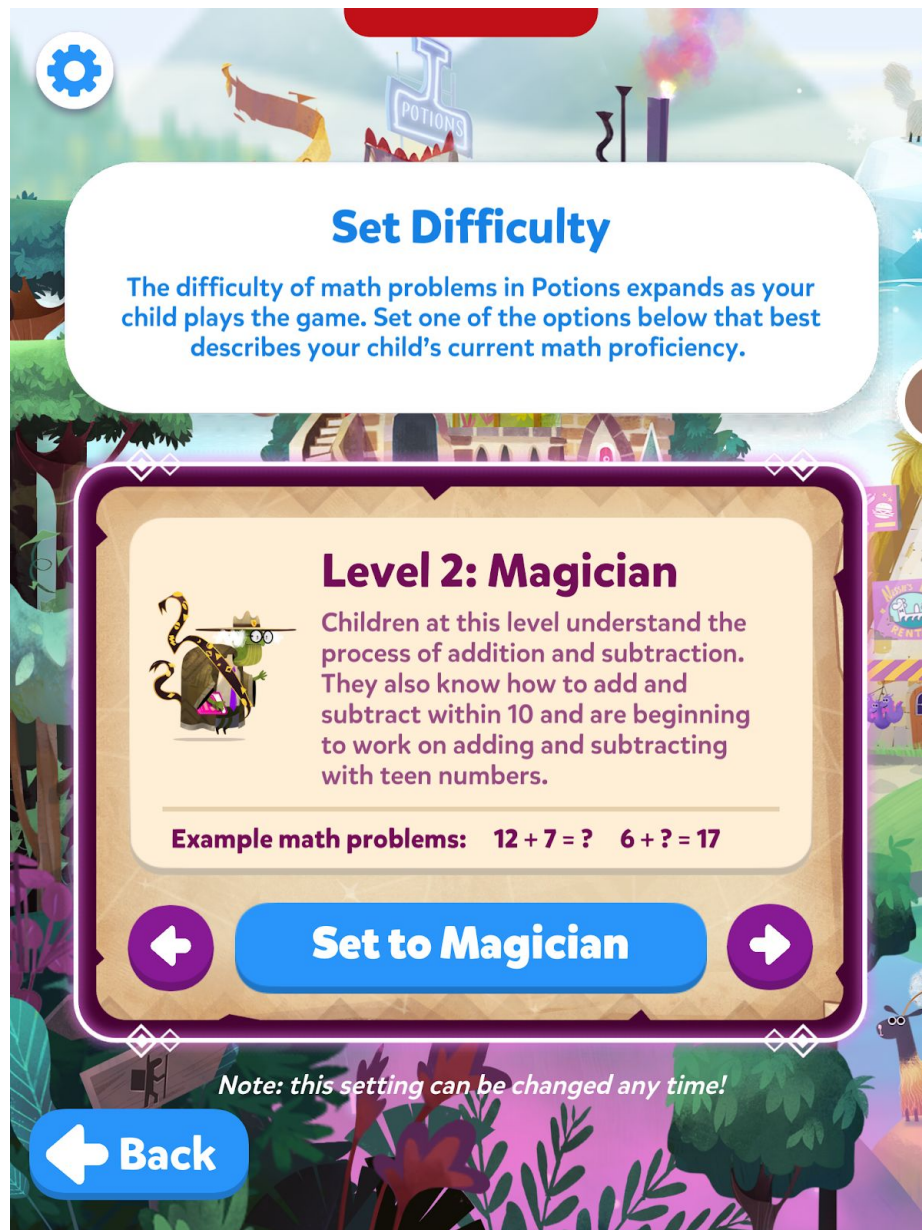 POTIONS
Set Difficulty
The difficulty of math problems in Potions expands as your
child plays the game. Set one of the options below that best
describes your child's current math proficiency.
Level 2: Magician
Children at this level understand the
process of addition and subtraction.
They also know how to add and
subtract within 10 and are beginning
to work on adding and subtracting
with teen numbers.
Example math problems: 12 + 7 = ? 6 + ? = 17
Set to Magician
Note: this setting can be changed any time!
Back